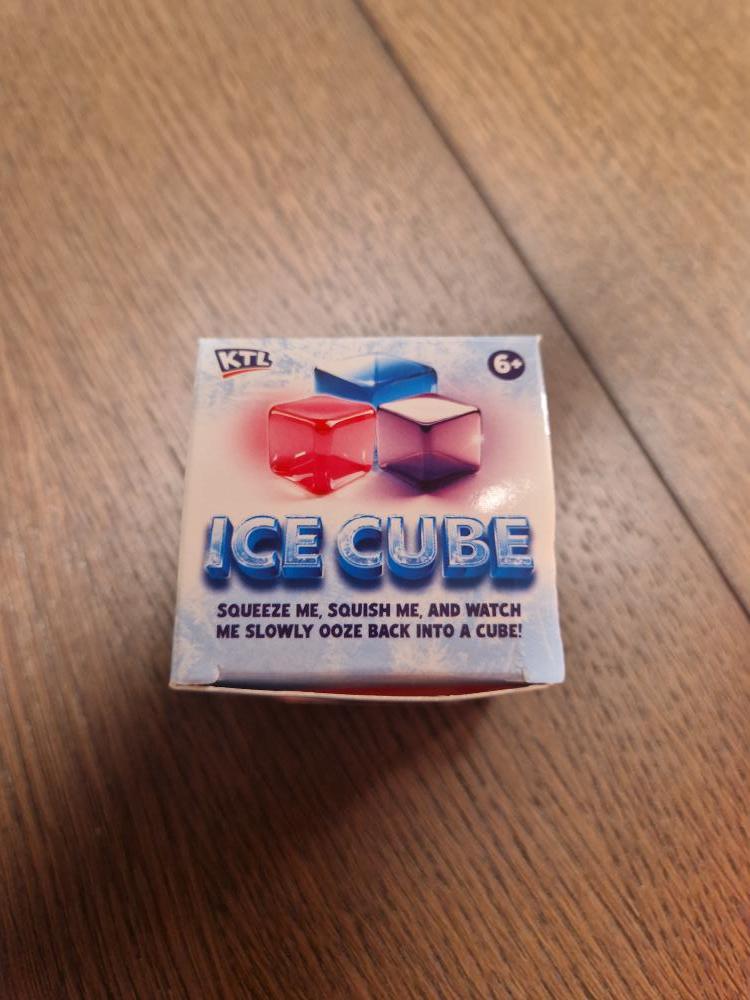 KTL
6+
ICE CUBE
SQUEEZE ME, SQUISH ME, AND WATCH
ME SLOWLY OOZE BACK INTO A CUBE!